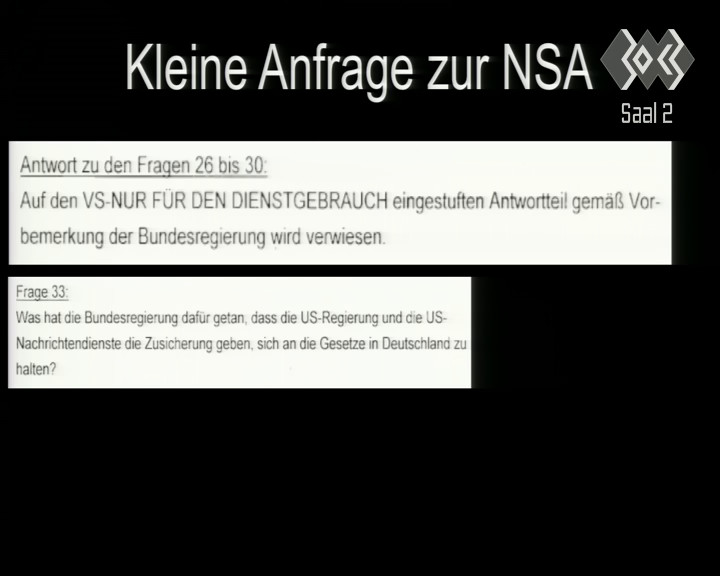 Kleine Anfrage zur NSA
Saal 2
Antwort zu den Fragen 26 bis 30:
Auf den VS-NUR FÜR DEN DIENSTGEBRAUCH eingestuften Antwortteil gemäß Vor-
bemerkung der Bundesregierung wird verwiesen.
Frage 33:
Was hat die Bundesregierung dafür getan, dass die US-Regierung und die US-
Nachrichtendienste die Zusicherung geben, sich an die Gesetze in Deutschland zu
halten?